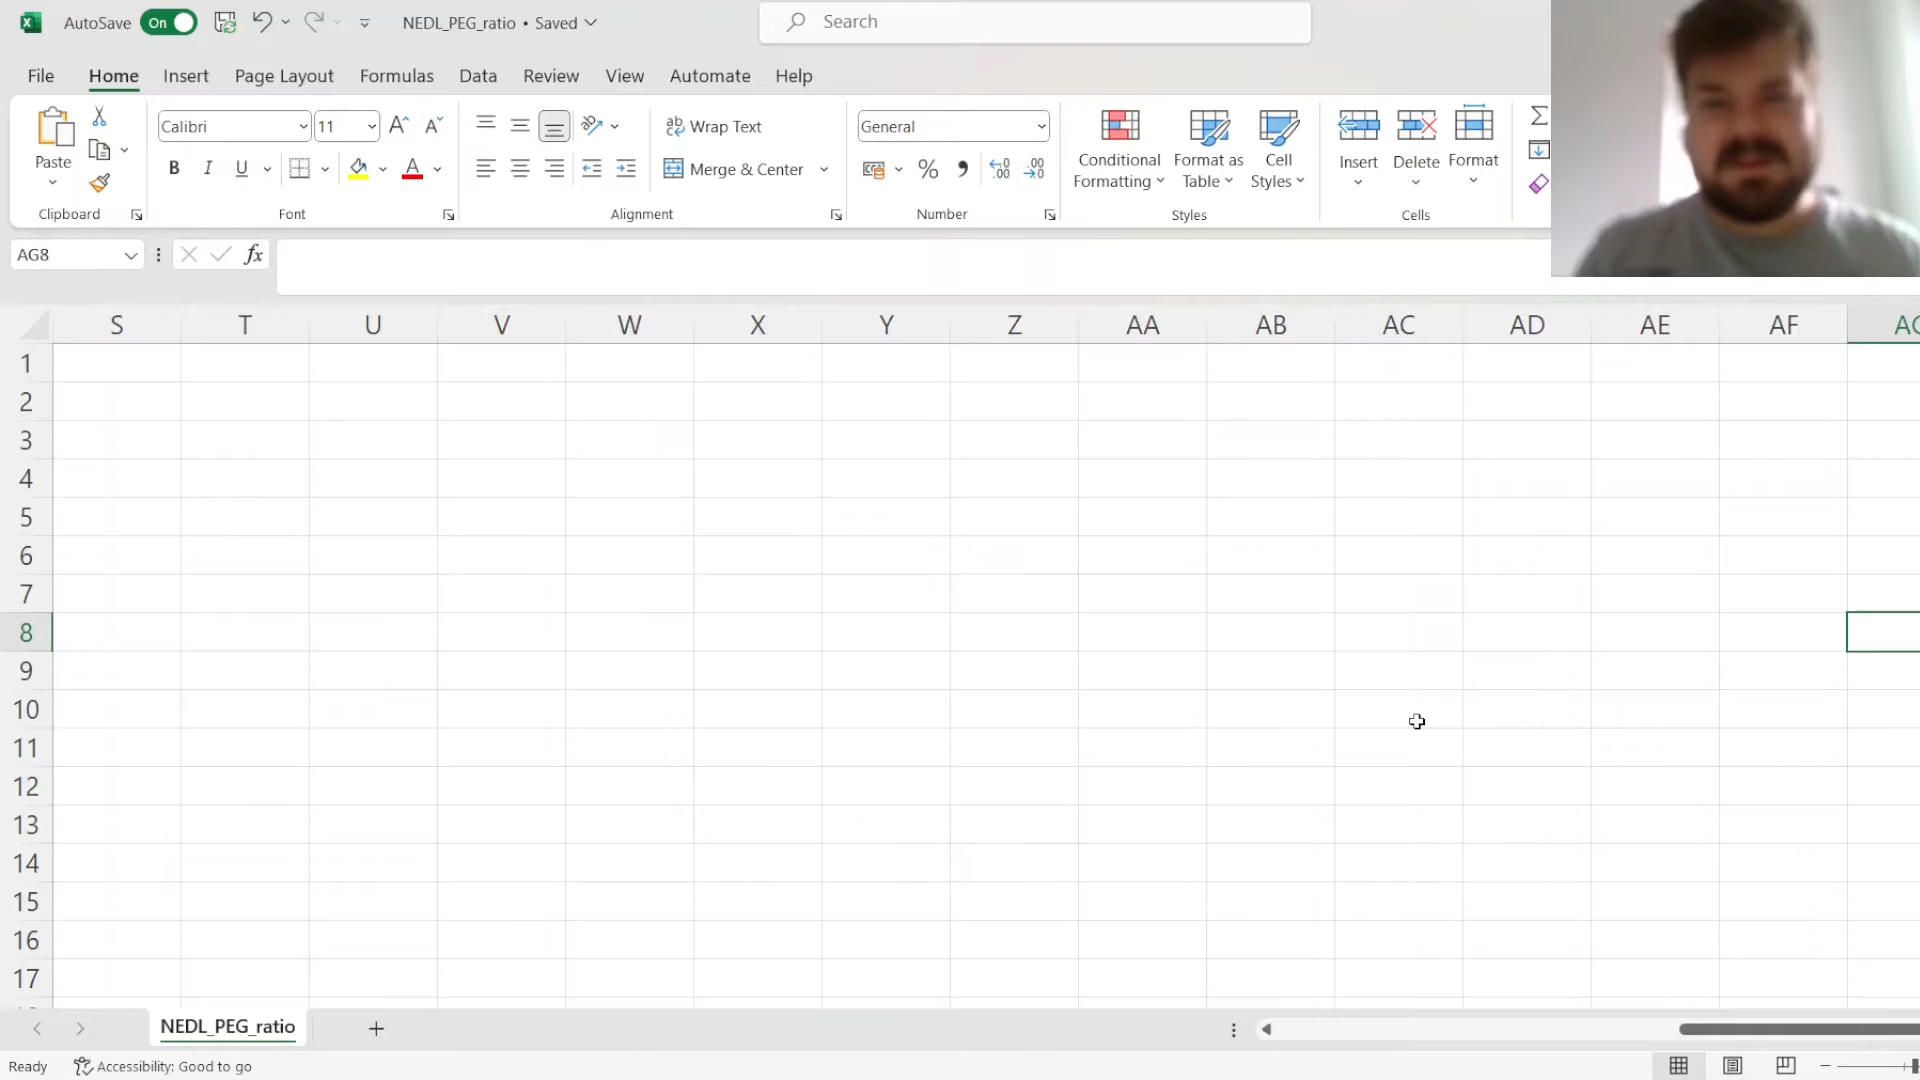 AutoSave On NEDL_PEG_ratio • Saved Search
File Home Insert Page Layout Formulas Data Review View Automate Help
Paste
Clipboard
Calibri 11
B I U A
Font
Wrap Text
Merge & Center
Alignment
General
% 9 .00
Number
Conditional Formatting
Format as Table
Cell Styles
Styles
Insert Delete Format
Cells
AG8 fx
S T U V W X Y Z AA AB AC AD AE AF
1
2
3
4
5
6
7
8
9
10
11
12
13
14
15
16
17
NEDL_PEG_ratio +
Ready Accessibility: Good to go